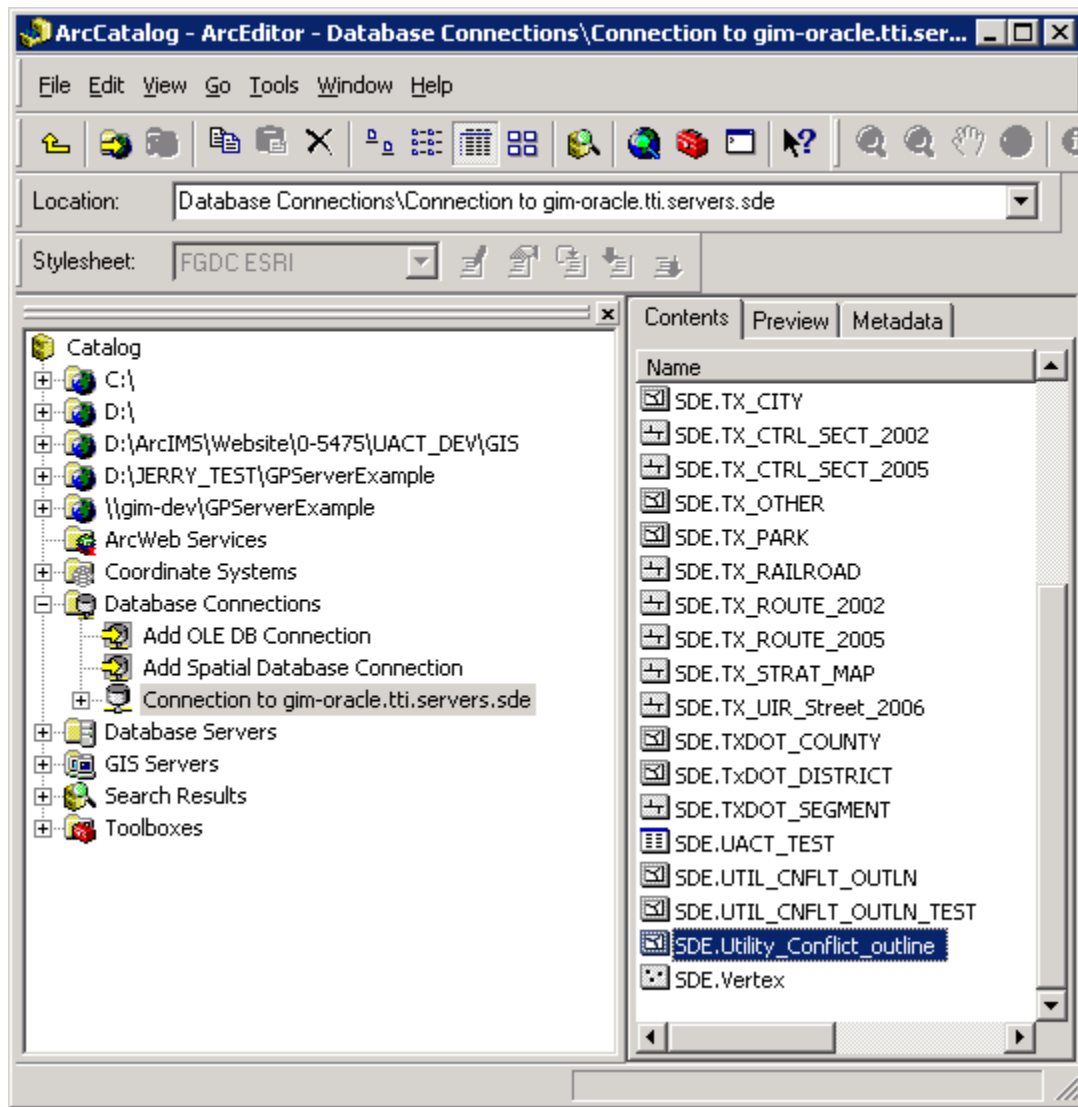 ArcCatalog - ArcEditor - Database Connections\Connection to gim-oracle.tti.ser...
File Edit View Go Tools Window Help
Location: Database Connections\Connection to gim-oracle.tti.servers.sde
Stylesheet: FGDC ESRI
Catalog
C:\
D:\
D:\ArcIMS\Website\0-5475\UACT_DEV\GIS
D:\JERRY_TEST\GPServerExample
\\gim-dev\GPServerExample
ArcWeb Services
Coordinate Systems
Database Connections
Add OLE DB Connection
Add Spatial Database Connection
Connection to gim-oracle.tti.servers.sde
Database Servers
GIS Servers
Search Results
Toolboxes
Contents Preview Metadata
Name
SDE.TX_CITY
SDE.TX_CTRL_SECT_2002
SDE.TX_CTRL_SECT_2005
SDE.TX_OTHER
SDE.TX_PARK
SDE.TX_RAILROAD
SDE.TX_ROUTE_2002
SDE.TX_ROUTE_2005
SDE.TX_STRAT_MAP
SDE.TX_UIR_Street_2006
SDE.TXDOT_COUNTY
SDE.TxDOT_DISTRICT
SDE.TXDOT_SEGMENT
SDE.UACT_TEST
SDE.UTIL_CNFLT_OUTLN
SDE.UTIL_CNFLT_OUTLN_TEST
SDE.Utility_Conflict_outline
SDE.Vertex